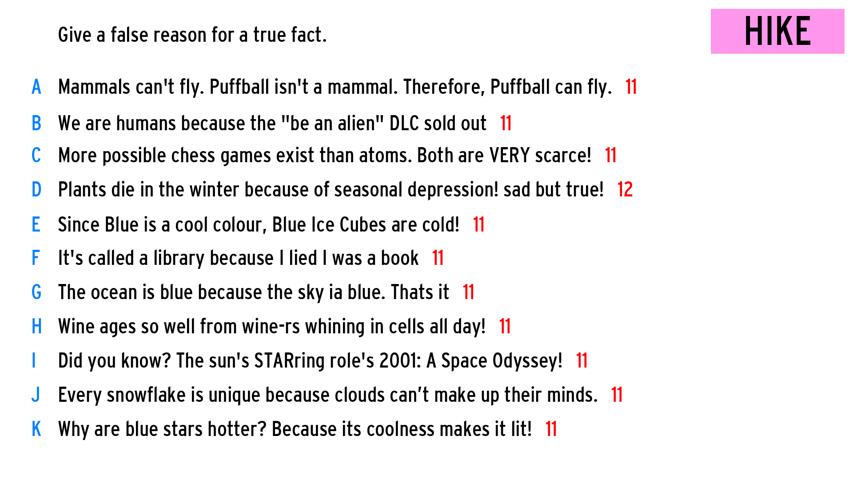 Give a false reason for a true fact.
HIKE
A Mammals can't fly. Puffball isn't a mammal. Therefore, Puffball can fly. 11
B We are humans because the "be an alien" DLC sold out 11
C More possible chess games exist than atoms. Both are VERY scarce! 11
D Plants die in the winter because of seasonal depression! sad but true! 12
E Since Blue is a cool colour, Blue Ice Cubes are cold! 11
F It's called a library because I lied I was a book 11
G The ocean is blue because the sky ia blue. Thats it 11
H Wine ages so well from wine-rs whining in cells all day! 11
I Did you know? The sun's STARring role's 2001: A Space Odyssey! 11
J Every snowflake is unique because clouds can’t make up their minds. 11
K Why are blue stars hotter? Because its coolness makes it lit! 11